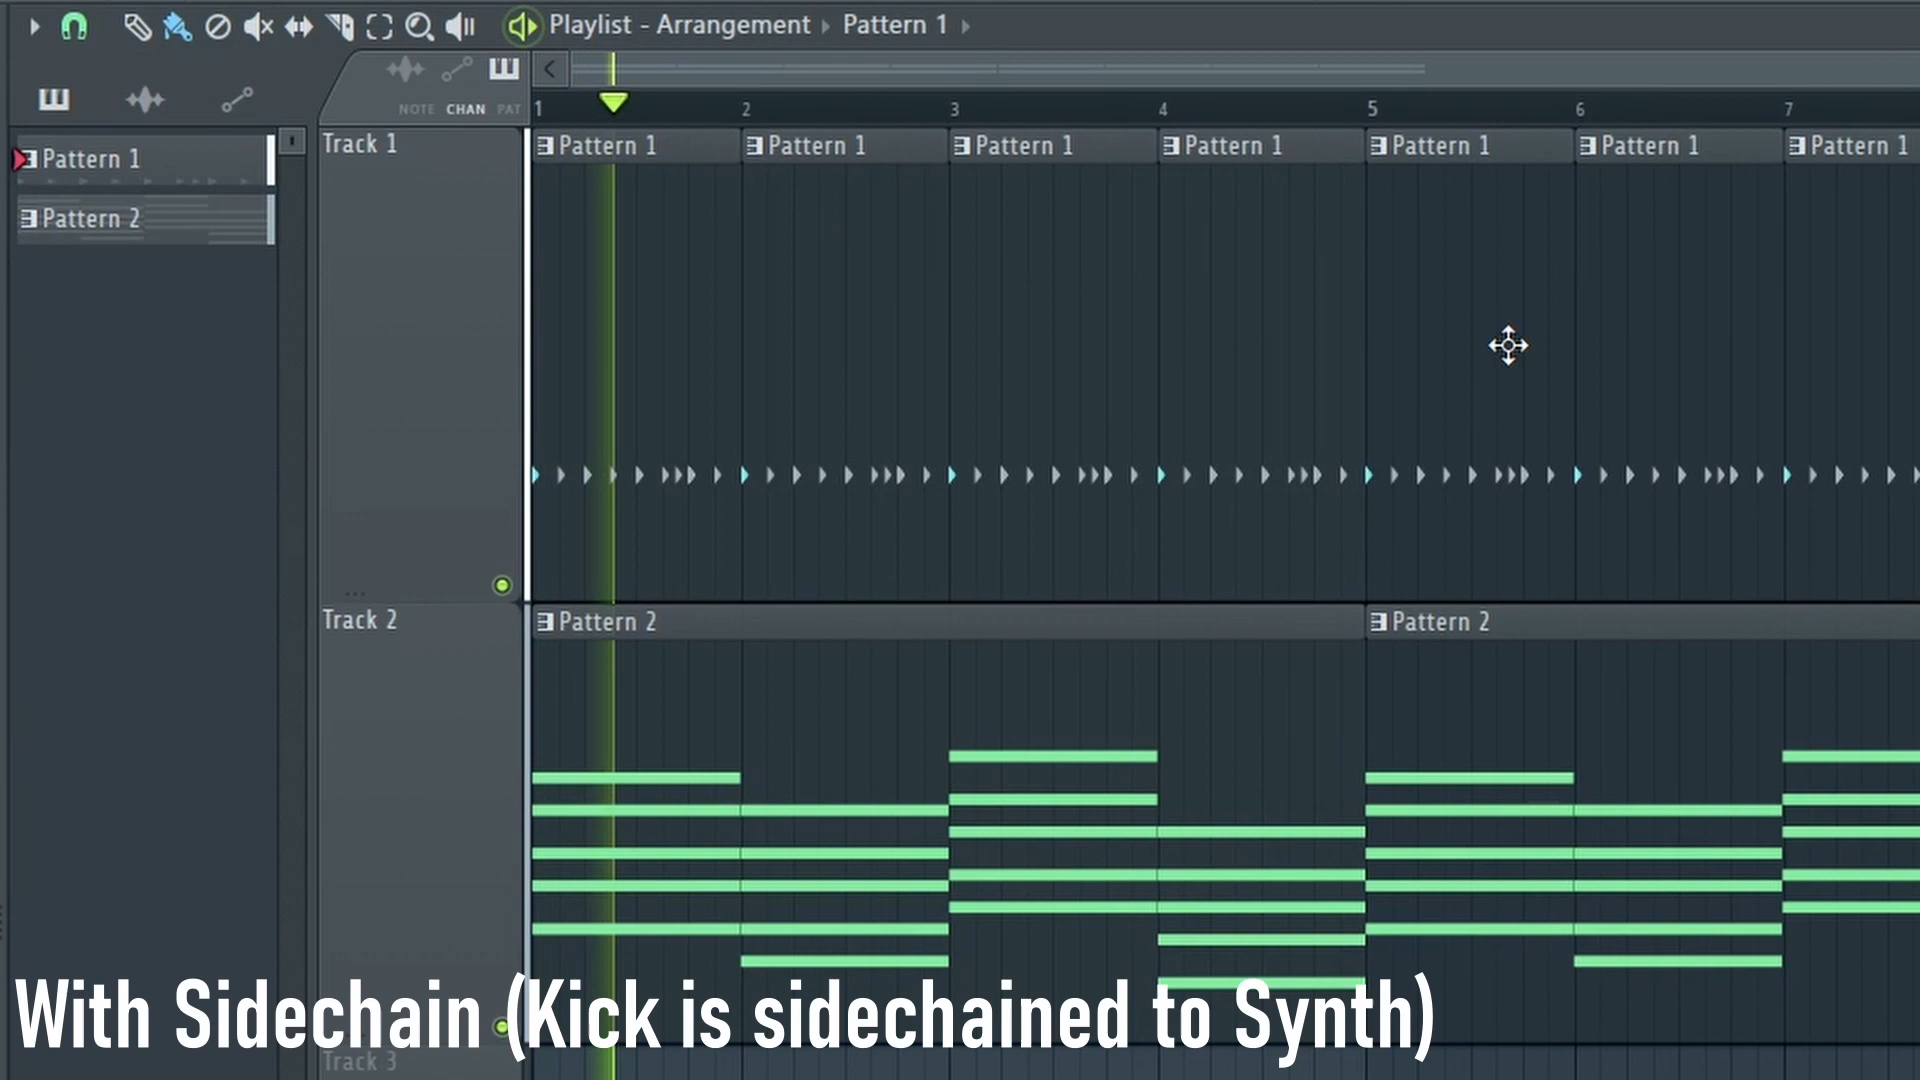 Playlist - Arrangement Pattern 1
NOTE CHAN PAT
1 2 3 4 5 6 7
Pattern 1
Pattern 2
Track 1
Pattern 1 Pattern 1 Pattern 1 Pattern 1 Pattern 1 Pattern 1 Pattern 1
Track 2
Pattern 2 Pattern 2
With Sidechain (Kick is sidechained to Synth)
Track 3